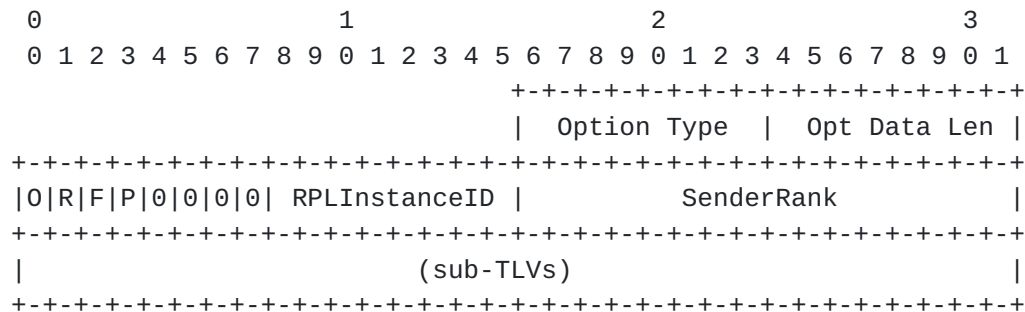 0                   1                   2                   3
 0 1 2 3 4 5 6 7 8 9 0 1 2 3 4 5 6 7 8 9 0 1 2 3 4 5 6 7 8 9 0 1
                                +-+-+-+-+-+-+-+-+-+-+-+-+-+-+-+-+
                                |  Option Type  |  Opt Data Len |
+-+-+-+-+-+-+-+-+-+-+-+-+-+-+-+-+-+-+-+-+-+-+-+-+-+-+-+-+-+-+-+-+
|O|R|F|P|0|0|0|0| RPLInstanceID |          SenderRank           |
+-+-+-+-+-+-+-+-+-+-+-+-+-+-+-+-+-+-+-+-+-+-+-+-+-+-+-+-+-+-+-+-+
|                         (sub-TLVs)                            |
+-+-+-+-+-+-+-+-+-+-+-+-+-+-+-+-+-+-+-+-+-+-+-+-+-+-+-+-+-+-+-+-+